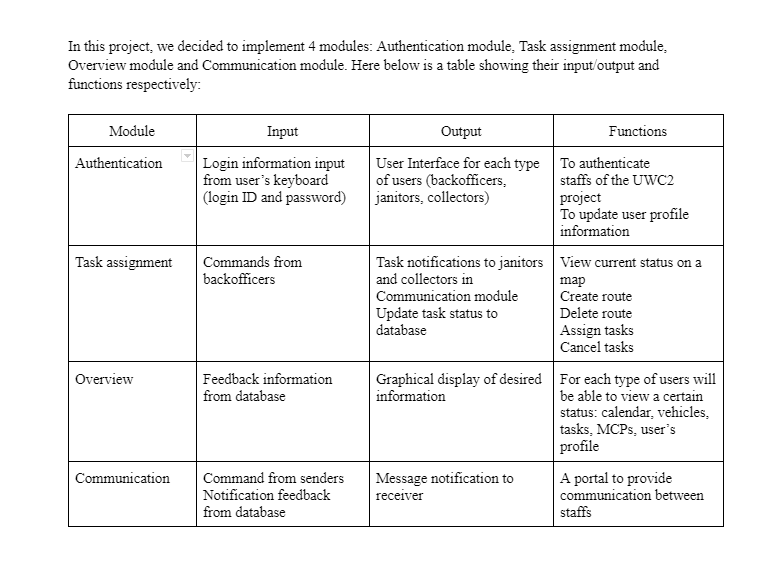 In this project, we decided to implement 4 modules: Authentication module, Task assignment module,
Overview module and Communication module. Here below is a table showing their input/output and
functions respectively:
Module
Input
Output
Functions
Authentication
Login information input
from user's keyboard
(login ID and password)
User Interface for each type
of users (backofficers,
janitors, collectors)
To authenticate
staffs of the UWC2
project
To update user profile
information
Task assignment
Commands from
backofficers
Task notifications to janitors
and collectors in
Communication module
Update task status to
database
View current status on a
map
Create route
Delete route
Assign tasks
Cancel tasks
Overview
Feedback information
from database
Graphical display of desired
information
For each type of users will
be able to view a certain
status: calendar, vehicles,
tasks, MCPs, user's
profile
Communication
Command from senders
Notification feedback
from database
Message notification to
receiver
A portal to provide
communication between
staffs